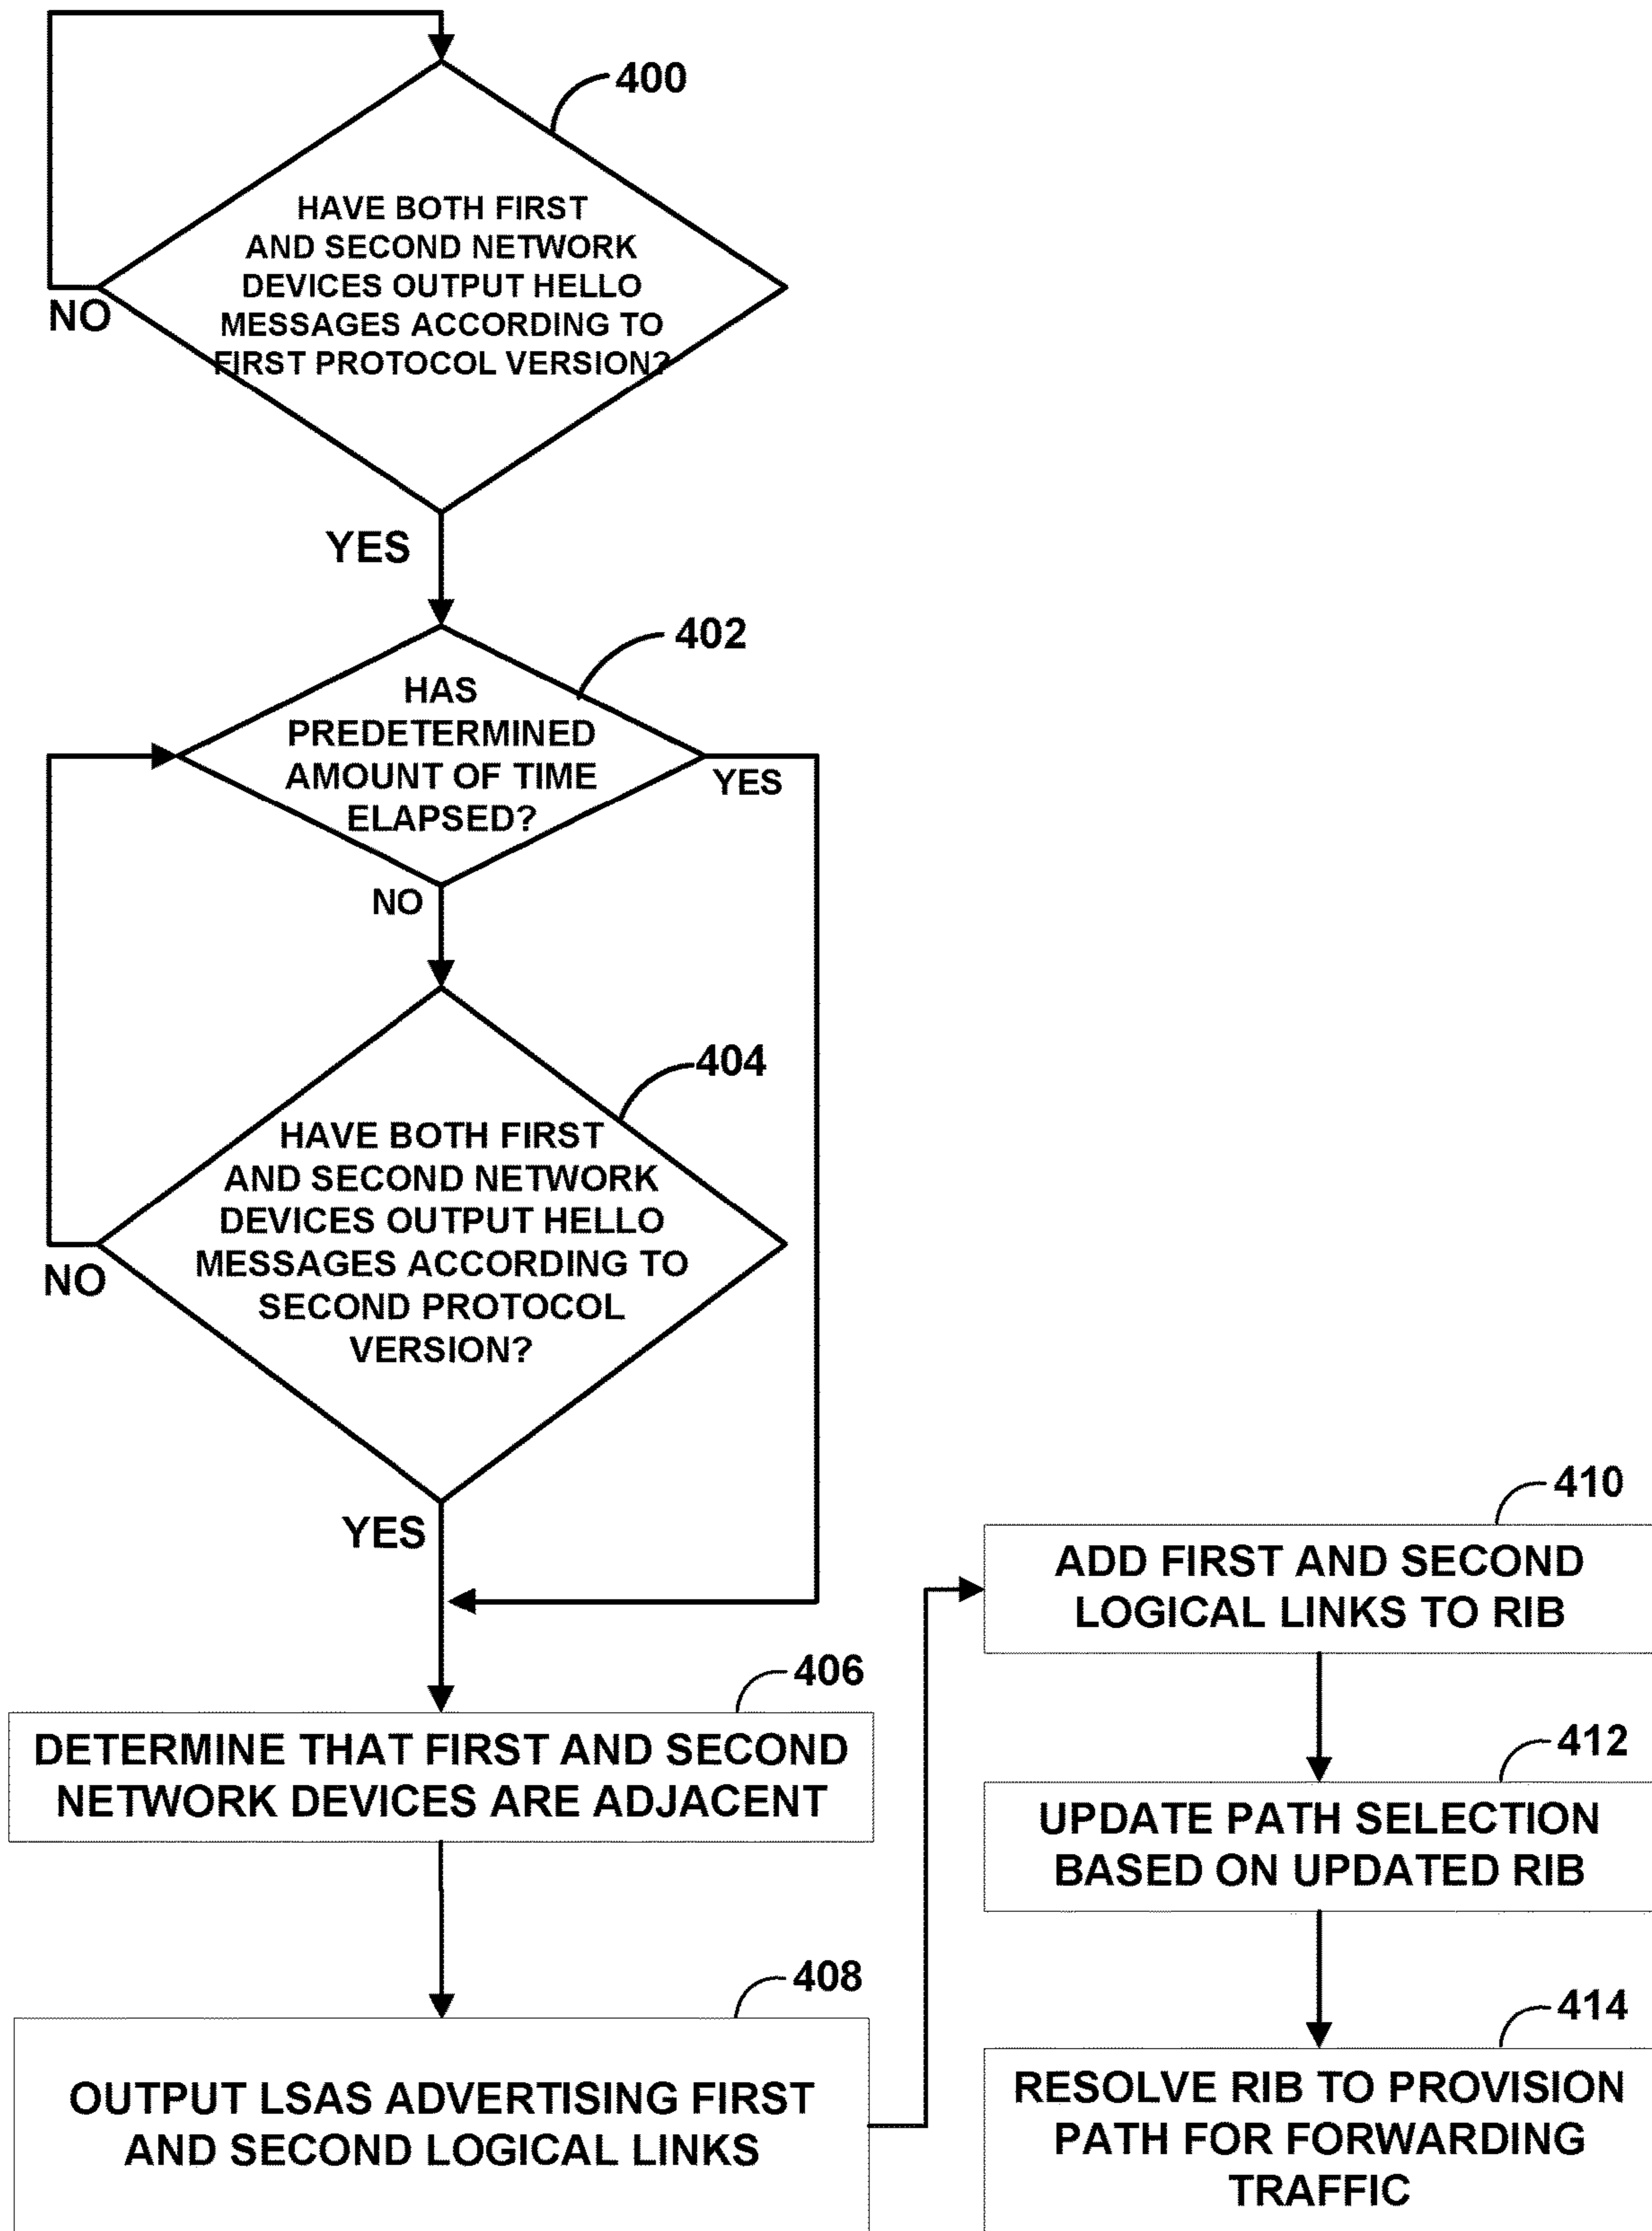 400
HAVE BOTH FIRST
AND SECOND NETWORK
DEVICES OUTPUT HELLO
MESSAGES ACCORDING TO
FIRST PROTOCOL VERSION?
NO
YES
402
HAS
PREDETERMINED
AMOUNT OF TIME
ELAPSED?
YES
NO
404
HAVE BOTH FIRST
AND SECOND NETWORK
DEVICES OUTPUT HELLO
MESSAGES ACCORDING TO
SECOND PROTOCOL
VERSION?
NO
YES
406
DETERMINE THAT FIRST AND SECOND
NETWORK DEVICES ARE ADJACENT
408
OUTPUT LSAS ADVERTISING FIRST
AND SECOND LOGICAL LINKS
410
ADD FIRST AND SECOND
LOGICAL LINKS TO RIB
412
UPDATE PATH SELECTION
BASED ON UPDATED RIB
414
RESOLVE RIB TO PROVISION
PATH FOR FORWARDING
TRAFFIC